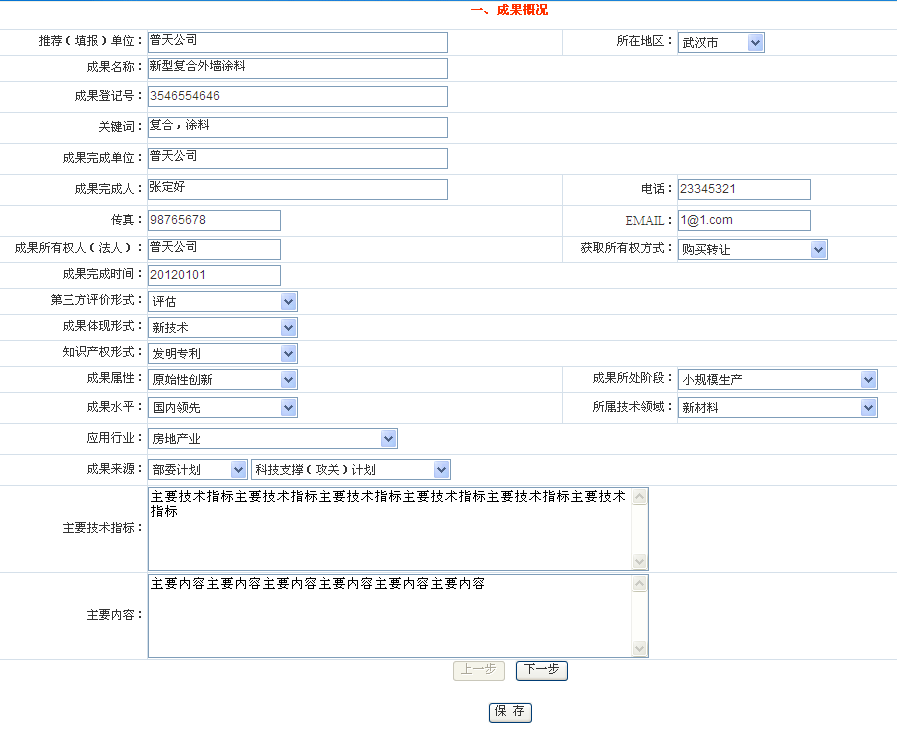 一、成果概况
推荐（填报）单位： 普天公司 所在地区： 武汉市
成果名称： 新型复合外墙涂料
成果登记号： 3546554646
关键词： 复合，涂料
成果完成单位： 普天公司
成果完成人： 张定好 电话： 23345321
传真： 98765678 EMAIL： 1@1.com
成果所有权人（法人）： 普天公司 获取所有权方式： 购买转让
成果完成时间： 20120101
第三方评价形式： 评估
成果体现形式： 新技术
知识产权形式： 发明专利
成果属性： 原始性创新 成果所处阶段： 小规模生产
成果水平： 国内领先 所属技术领域： 新材料
应用行业： 房地产业
成果来源： 部委计划 科技支撑（攻关）计划
主要技术指标： 主要技术指标主要技术指标主要技术指标主要技术指标主要技术指标主要技术
指标
主要内容： 主要内容主要内容主要内容主要内容主要内容主要内容
上一步 下一步
保 存